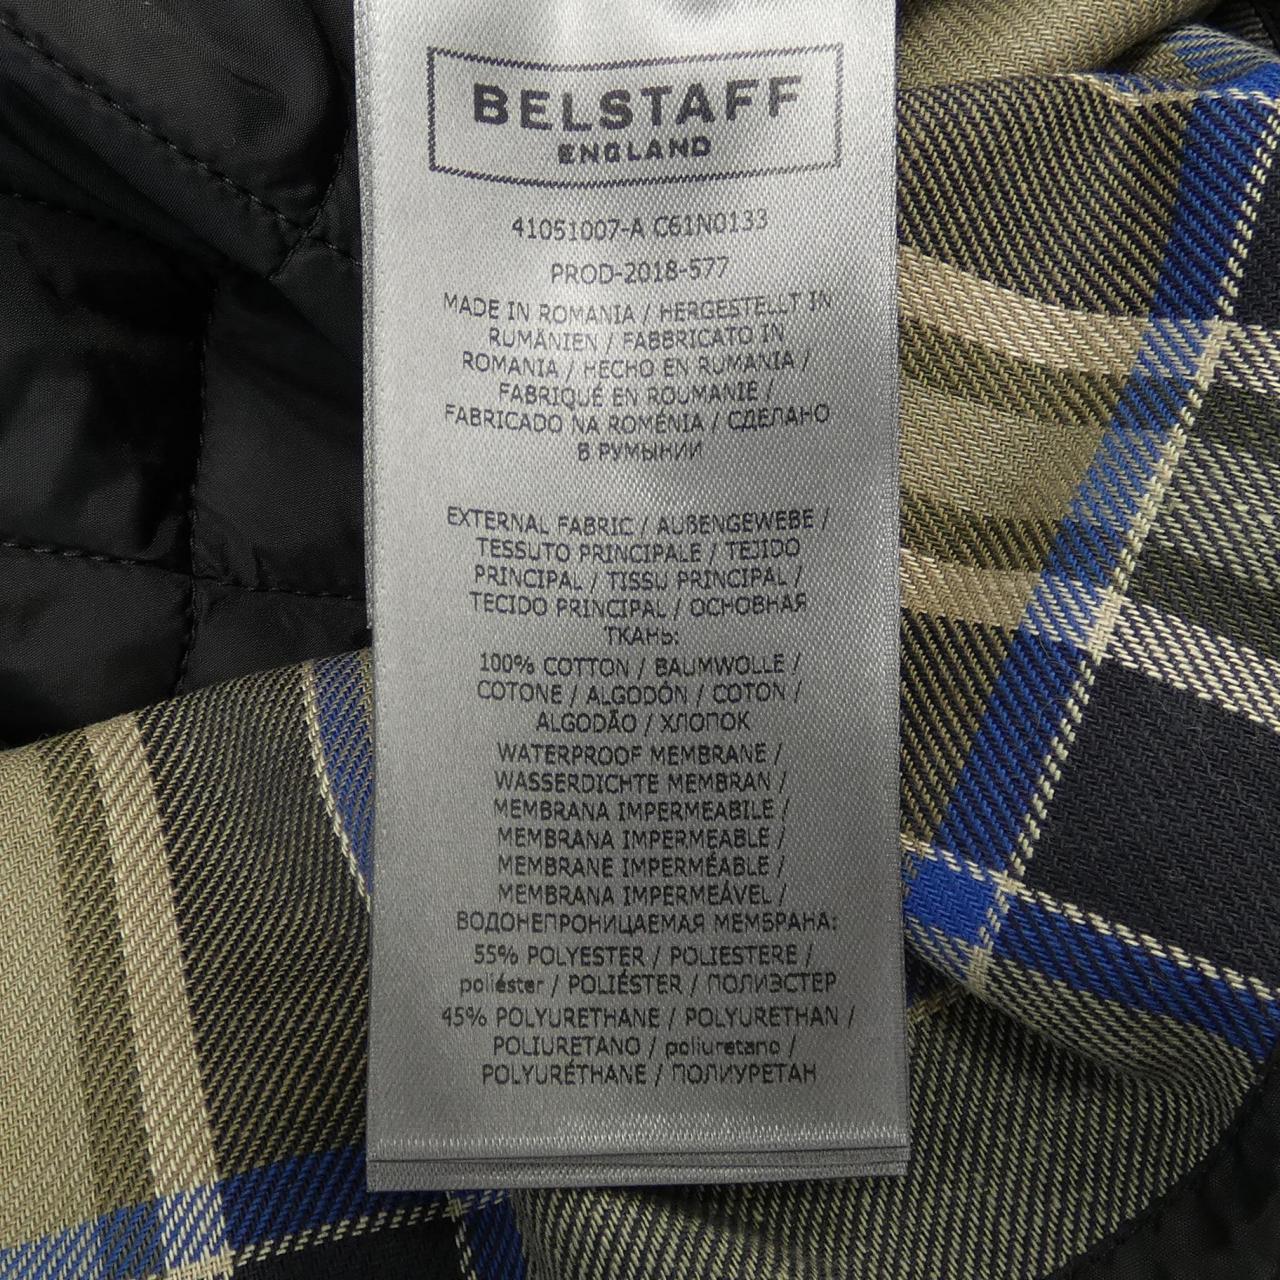 BELSTAFF
ENGLAND
41051007-A C61N0133
PROD-2018-577
MADE IN ROMANIA / HERGESTELLT IN
RUMÄNIEN / FABBRICATO IN
ROMANIA / HECHO EN RUMANIA /
FABRIQUÉ EN ROUMANIE /
FABRICADO NA ROMÉNIA / СДЕЛАНО
В РУМЫНИИ
EXTERNAL FABRIC / AUßENGEWEBE /
TESSUTO PRINCIPALE / TEJIDO
PRINCIPAL / TISSU PRINCIPAL /
TECIDO PRINCIPAL / ОСНОВНАЯ
ТКАНЬ:
100% COTTON / BAUMWOLLE /
COTONE / ALGODÓN / COTON /
ALGODÃO / ХЛОПОК
WATERPROOF MEMBRANE /
WASSERDICHTE MEMBRAN /
MEMBRANA IMPERMEABILE /
MEMBRANA IMPERMEABLE /
MEMBRANE IMPERMÉABLE /
MEMBRANA IMPERMEÁVEL /
ВОДОНЕПРОНИЦАЕМАЯ МЕМБРАНА:
55% POLYESTER / POLIESTERE /
poliéster / POLIÉSTER / ПОЛИЭСТЕР
45% POLYURETHANE / POLYURETHAN /
POLIURETANO / poliuretano /
POLYURÉTHANE / ПОЛИУРЕТАН